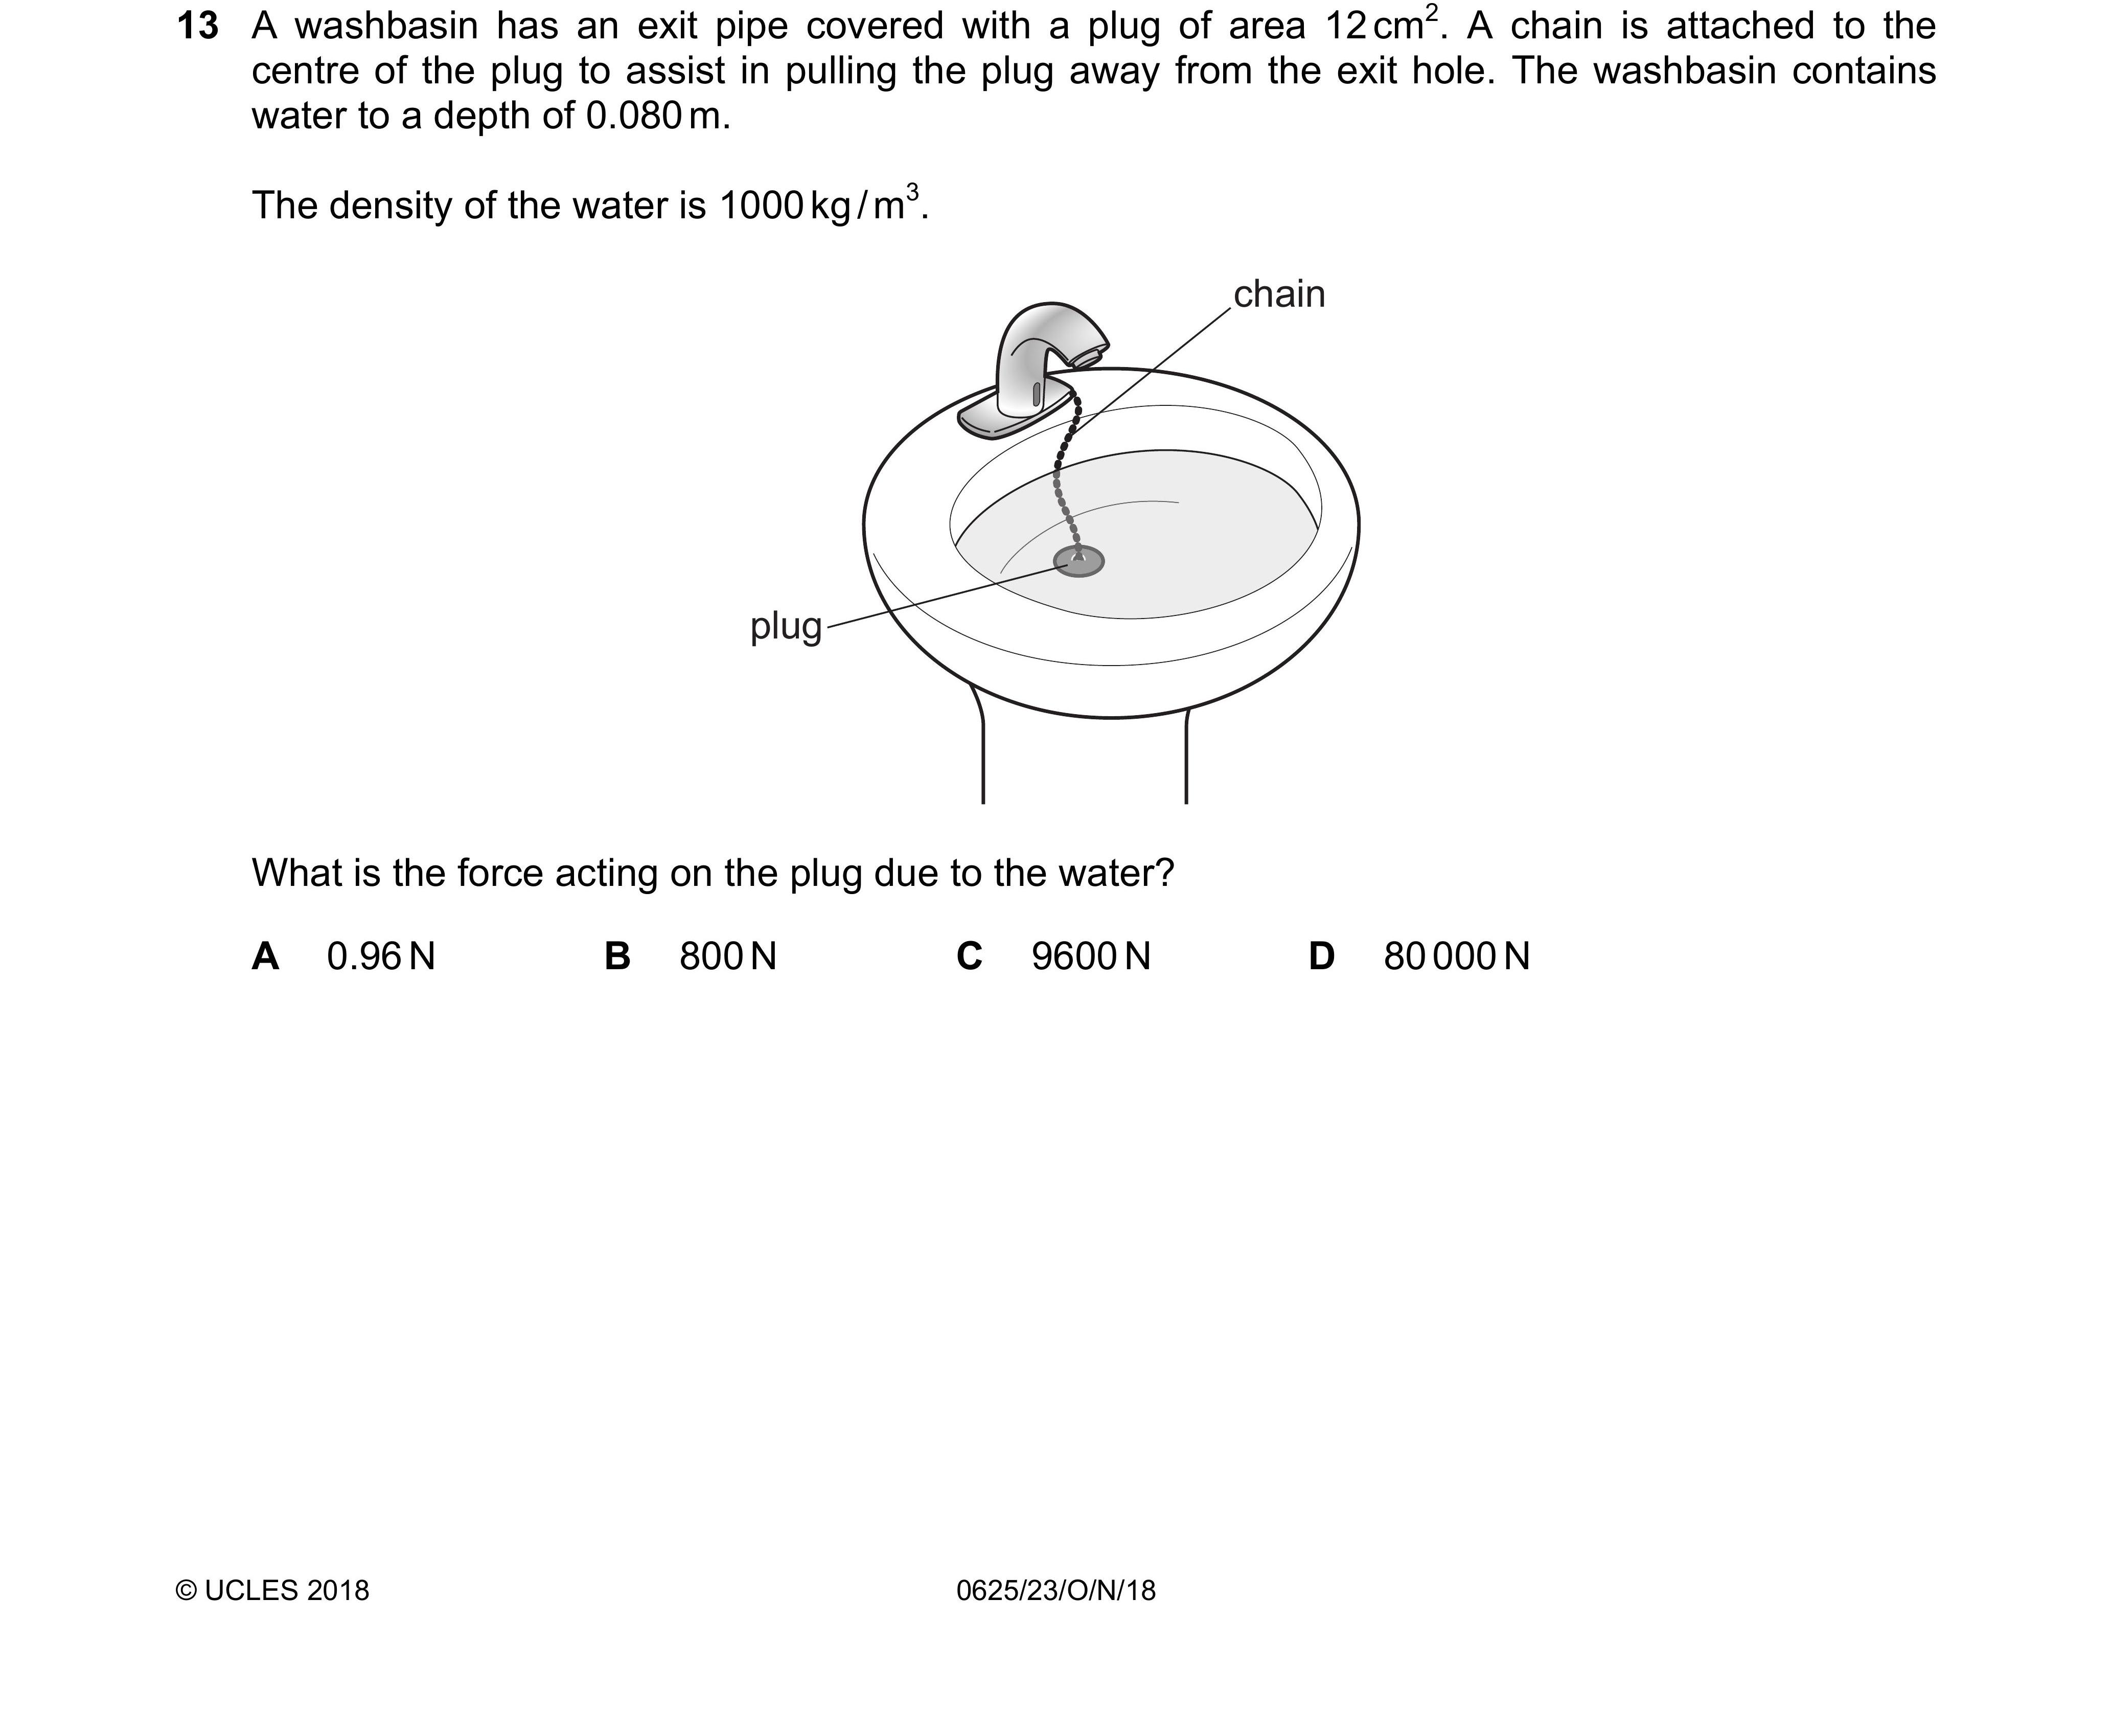 13 A washbasin has an exit pipe covered with a plug of area 12 cm². A chain is attached to the
centre of the plug to assist in pulling the plug away from the exit hole. The washbasin contains
water to a depth of 0.080 m.
The density of the water is 1000 kg / m³.
chain
plug
What is the force acting on the plug due to the water?
A 0.96 N B 800 N C 9600 N D 80 000 N
© UCLES 2018 0625/23/O/N/18